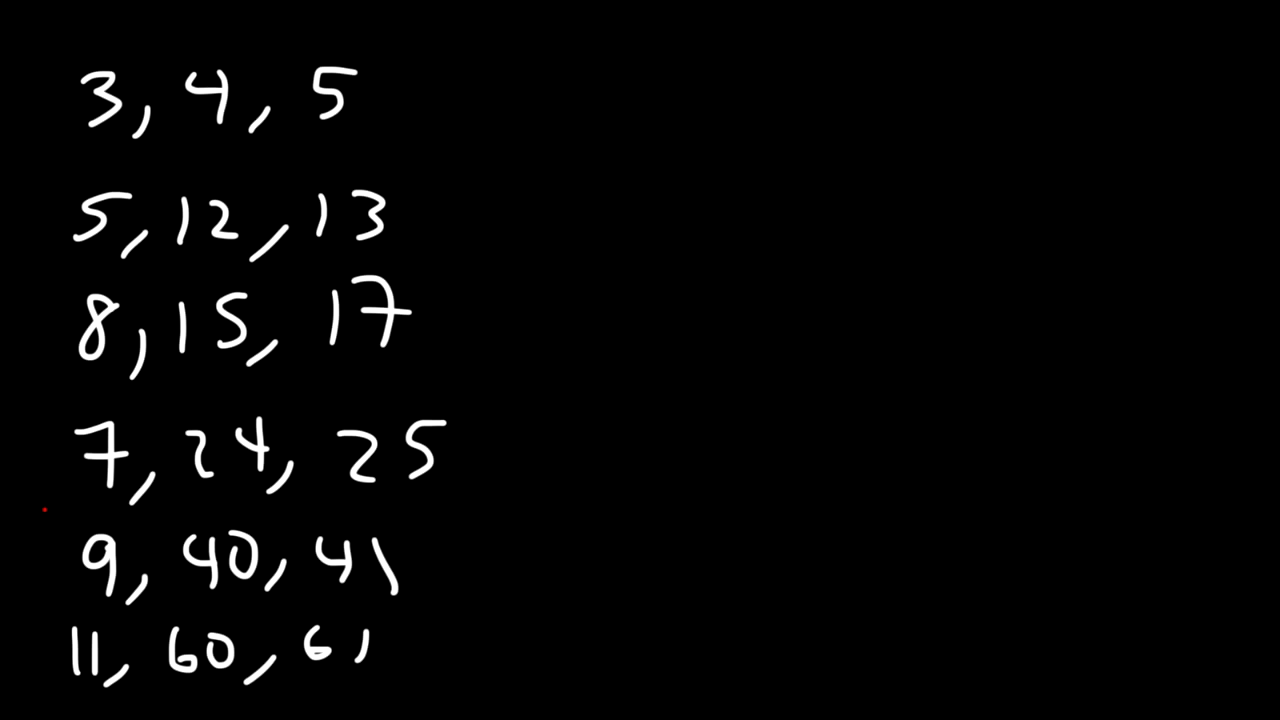 3, 4, 5
5, 12, 13
8, 15, 17
7, 24, 25
9, 40, 41
11, 60, 61